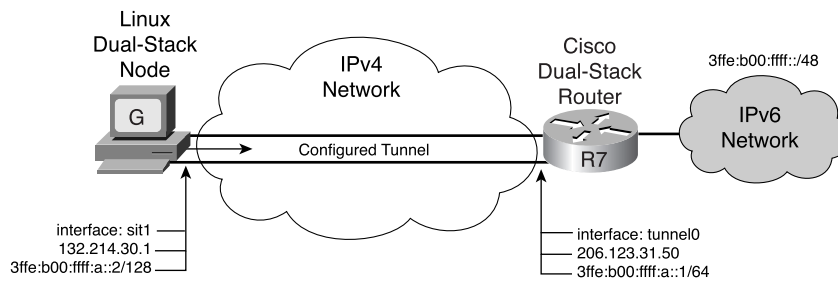 Linux
Dual-Stack
Node
G
interface: sit1
132.214.30.1
3ffe:b00:ffff:a::2/128
IPv4
Network
Configured Tunnel
Cisco
Dual-Stack
Router
R7
interface: tunnel0
206.123.31.50
3ffe:b00:ffff:a::1/64
3ffe:b00:ffff::/48
IPv6
Network